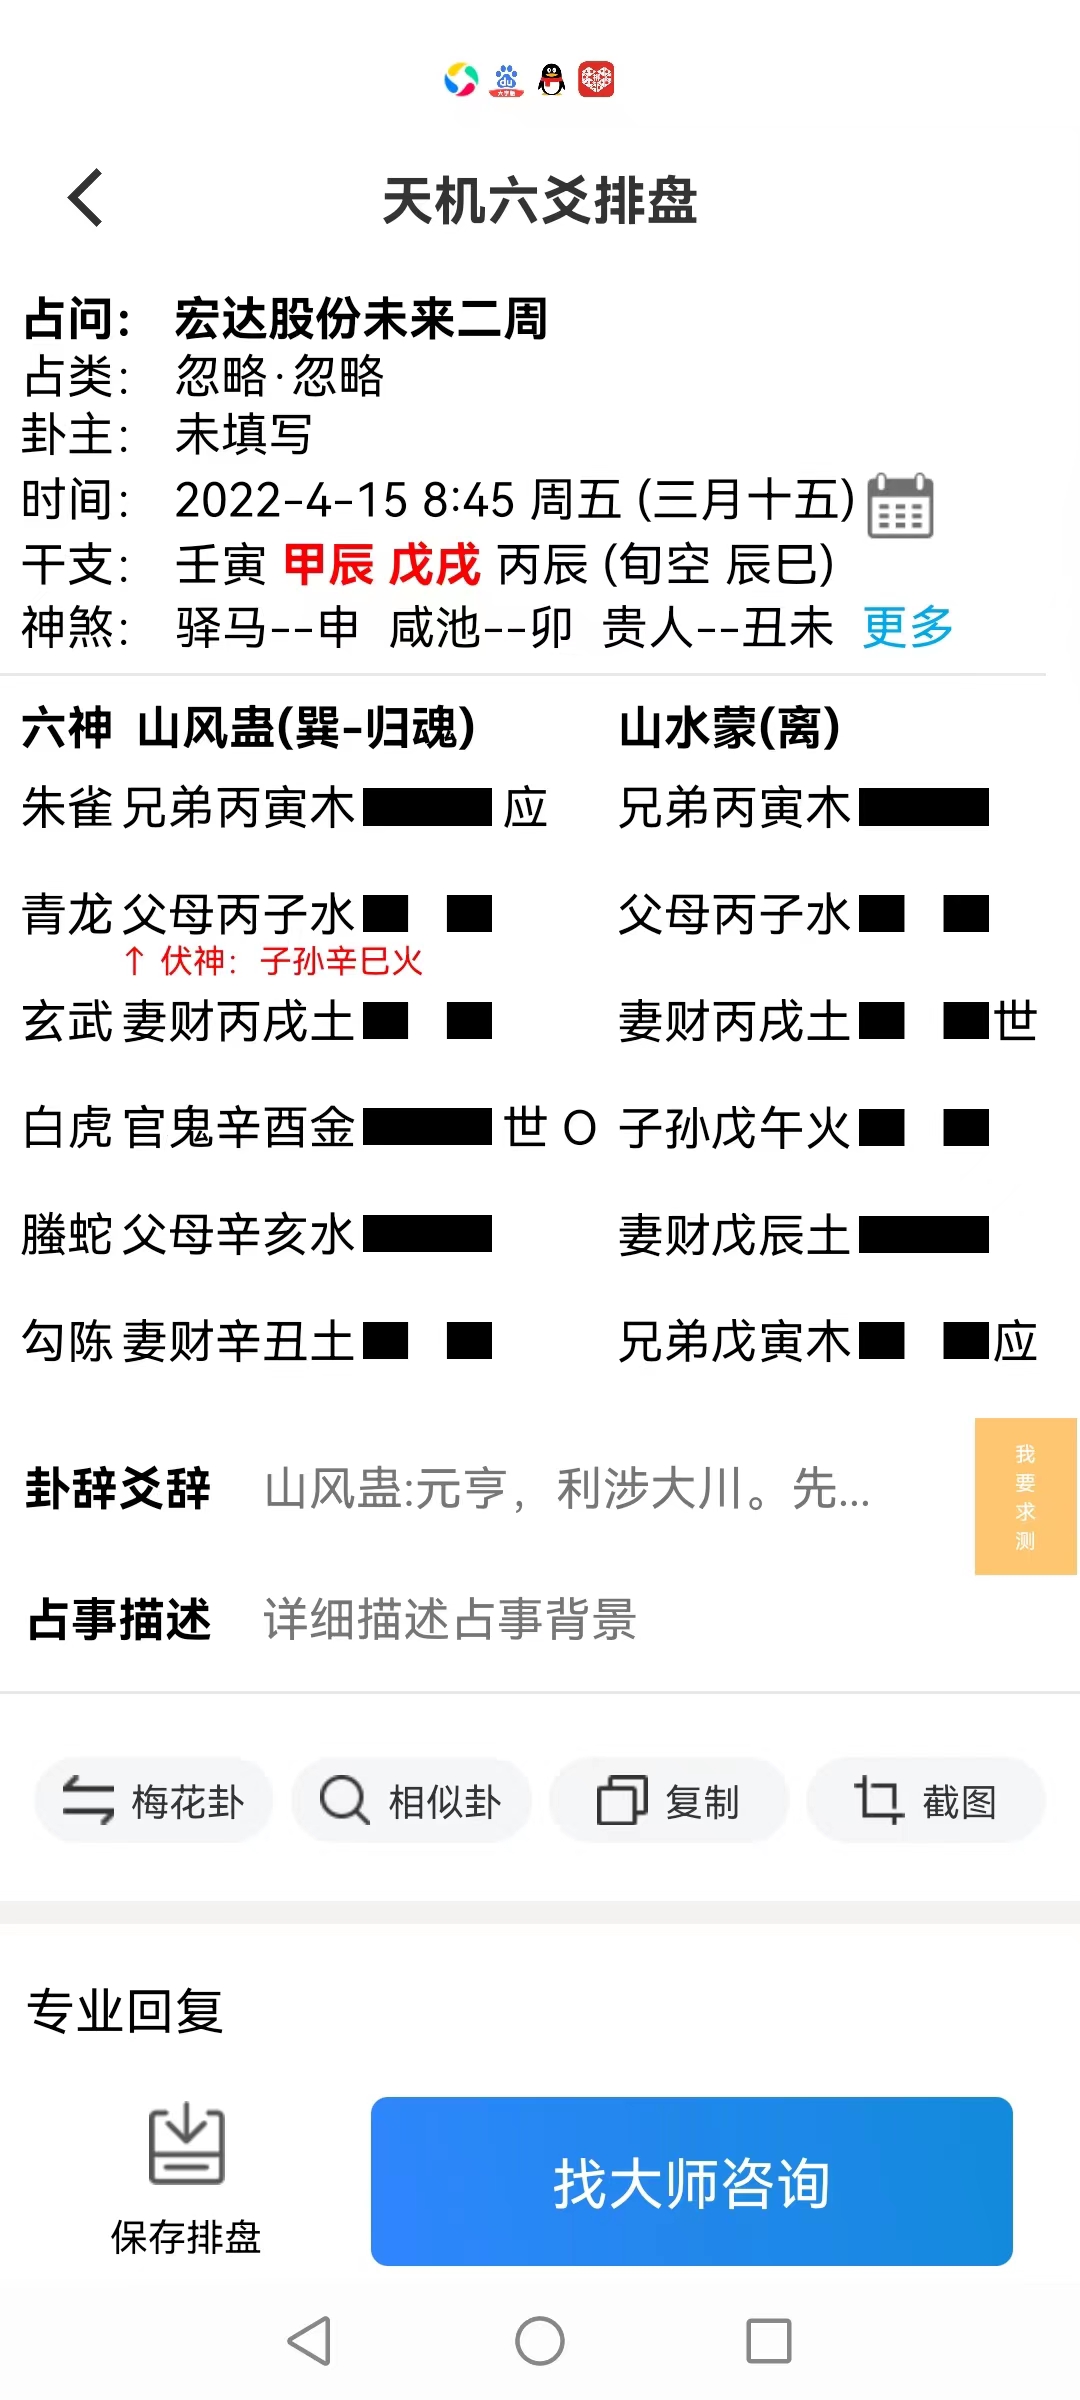 天机六爻排盘
占问： 宏达股份未来二周
占类： 忽略·忽略
卦主： 未填写
时间： 2022-4-15 8:45 周五 (三月十五)
干支： 壬寅 甲辰 戊戌 丙辰 (旬空 辰巳)
神煞： 驿马--申 咸池--卯 贵人--丑未 更多
六神 山风蛊(巽-归魂) 山水蒙(离)
朱雀 兄弟丙寅木 应 兄弟丙寅木
青龙 父母丙子水 父母丙子水
↑ 伏神：子孙辛巳火
玄武 妻财丙戌土 妻财丙戌土 世
白虎 官鬼辛酉金 世 O 子孙戊午火
螣蛇 父母辛亥水 妻财戊辰土
勾陈 妻财辛丑土 兄弟戊寅木 应
卦辞爻辞 山风蛊:元亨，利涉大川。先...
我要求测
占事描述 详细描述占事背景
梅花卦 相似卦 复制 截图
专业回复
保存排盘 找大师咨询